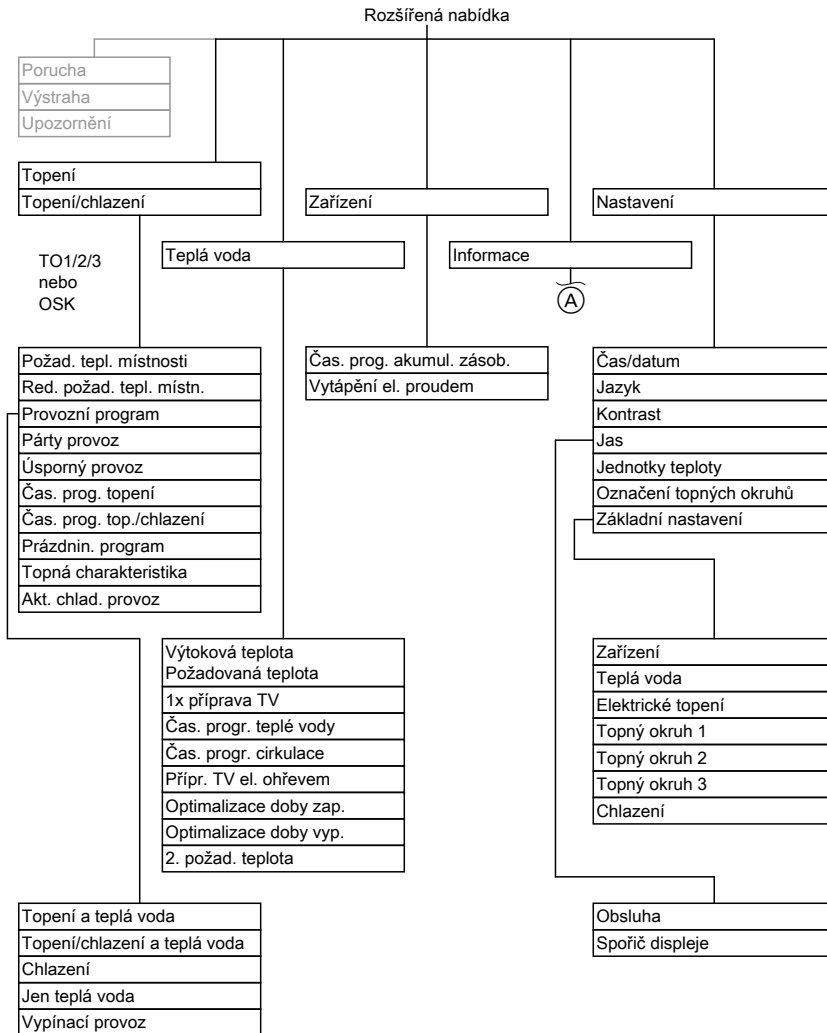 Rozšířená nabídka
Porucha
Výstraha
Upozornění
Topení
Topení/chlazení
Zařízení
Nastavení
Teplá voda
Informace
TO1/2/3
nebo
OSK
A
Požad. tepl. místnosti
Red. požad. tepl. místn.
Provozní program
Párty provoz
Úsporný provoz
Čas. prog. topení
Čas. prog. top./chlazení
Prázdnin. program
Topná charakteristika
Akt. chlad. provoz
Čas. prog. akumul. zásob.
Vytápění el. proudem
Čas/datum
Jazyk
Kontrast
Jas
Jednotky teploty
Označení topných okruhů
Základní nastavení
Výtoková teplota
Požadovaná teplota
1x příprava TV
Čas. progr. teplé vody
Čas. progr. cirkulace
Přípr. TV el. ohřevem
Optimalizace doby zap.
Optimalizace doby vyp.
2. požad. teplota
Zařízení
Teplá voda
Elektrické topení
Topný okruh 1
Topný okruh 2
Topný okruh 3
Chlazení
Topení a teplá voda
Topení/chlazení a teplá voda
Chlazení
Jen teplá voda
Vypínací provoz
Obsluha
Spořič displeje